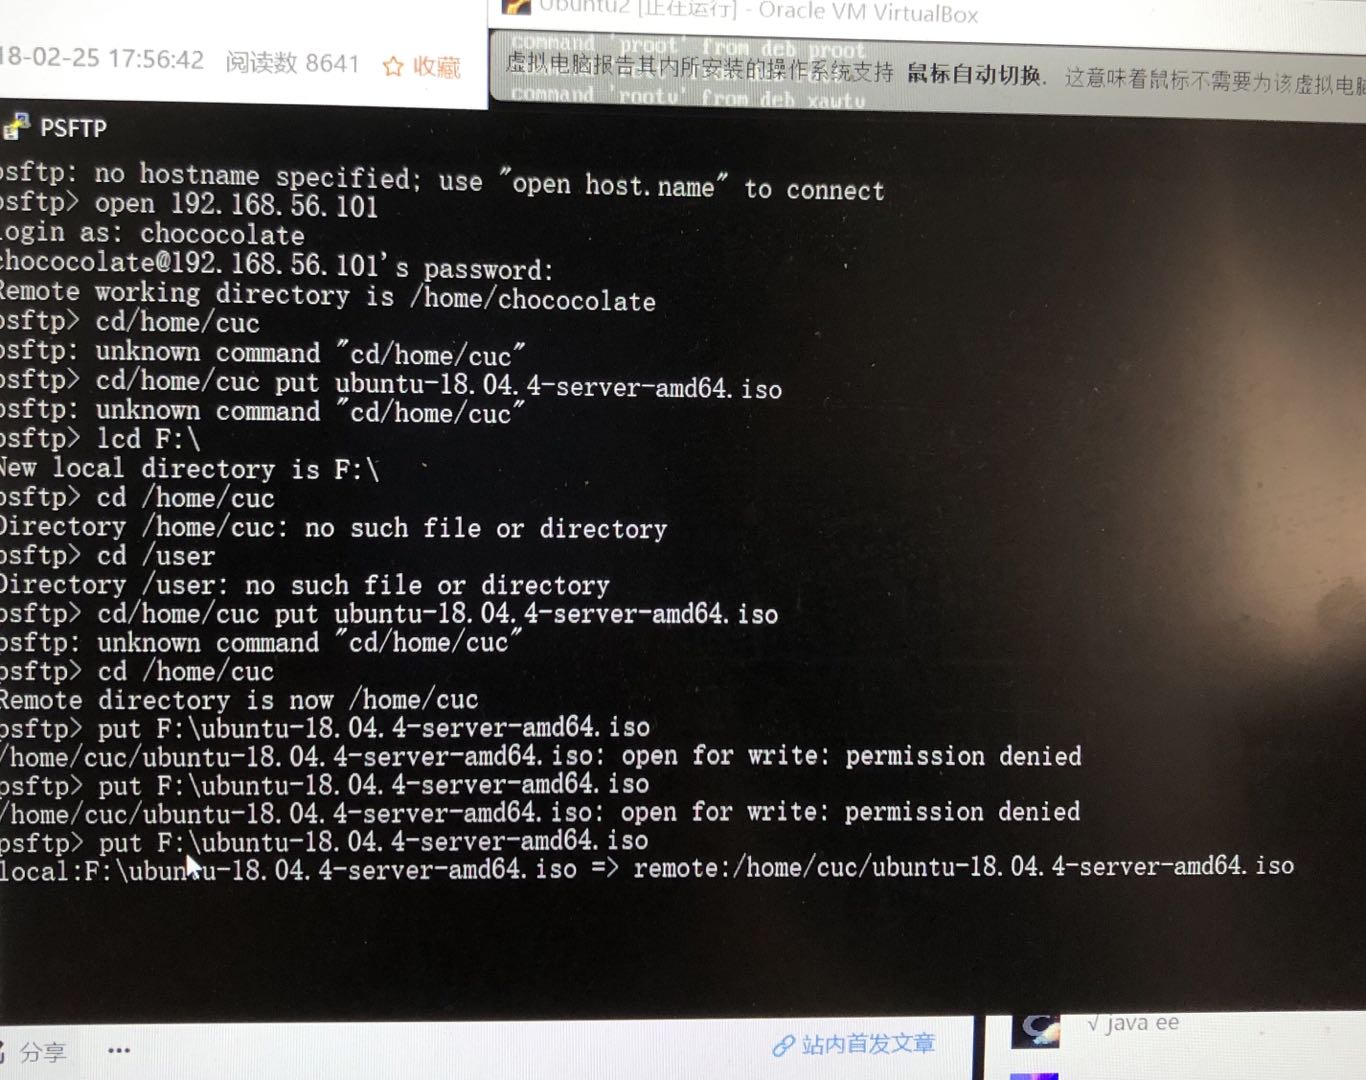 18-02-25 17:56:42 阅读数 8641 收藏
Ubuntu2 [正在运行] - Oracle VM VirtualBox
command 'proot' from deb proot
虚拟电脑报告其内所安装的操作系统支持 鼠标自动切换. 这意味着鼠标不需要为该虚拟电脑
command 'rootv' from deb xawtv
PSFTP
psftp: no hostname specified; use "open host.name" to connect
psftp> open 192.168.56.101
login as: chococolate
chococolate@192.168.56.101's password:
Remote working directory is /home/chococolate
psftp> cd/home/cuc
psftp: unknown command "cd/home/cuc"
psftp> cd/home/cuc put ubuntu-18.04.4-server-amd64.iso
psftp: unknown command "cd/home/cuc"
psftp> lcd F:\
New local directory is F:\
psftp> cd /home/cuc
Directory /home/cuc: no such file or directory
psftp> cd /user
Directory /user: no such file or directory
psftp> cd/home/cuc put ubuntu-18.04.4-server-amd64.iso
psftp: unknown command "cd/home/cuc"
psftp> cd /home/cuc
Remote directory is now /home/cuc
psftp> put F:\ubuntu-18.04.4-server-amd64.iso
/home/cuc/ubuntu-18.04.4-server-amd64.iso: open for write: permission denied
psftp> put F:\ubuntu-18.04.4-server-amd64.iso
/home/cuc/ubuntu-18.04.4-server-amd64.iso: open for write: permission denied
psftp> put F:\ubuntu-18.04.4-server-amd64.iso
local:F:\ubuntu-18.04.4-server-amd64.iso => remote:/home/cuc/ubuntu-18.04.4-server-amd64.iso
分享 ••• 站内首发文章
√ java ee